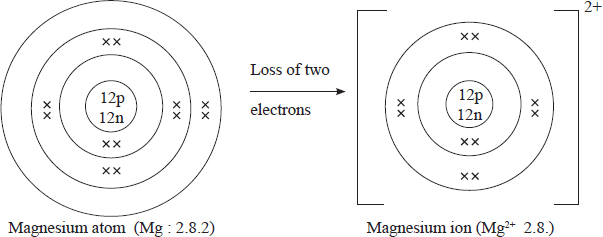 2+
12p
12n
Loss of two
electrons
12p
12n
Magnesium atom (Mg : 2.8.2)
Magnesium ion (Mg²⁺ 2.8.)